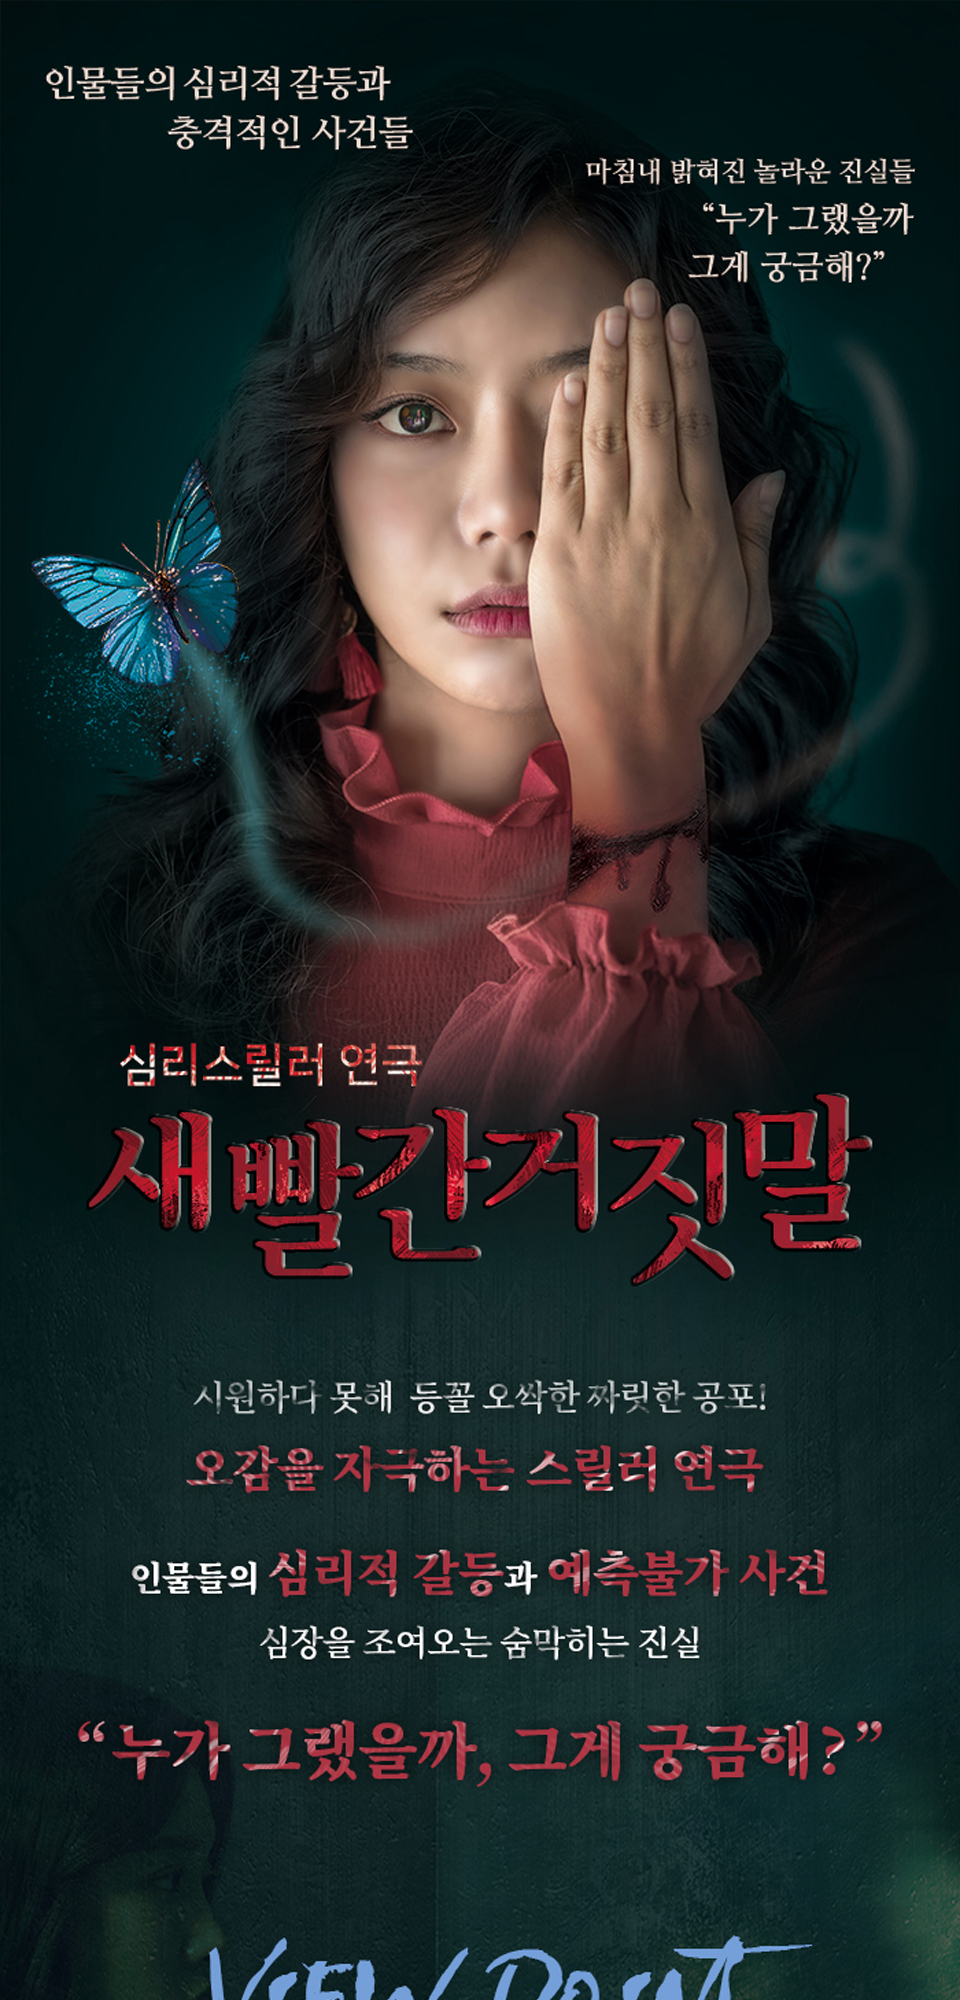 인물들의 심리적 갈등과
충격적인 사건들
마침내 밝혀진 놀라운 진실들
“누가 그랬을까
그게 궁금해?”
심리스릴러 연극
새빨간거짓말
시원하다 못해 등꼴 오싹한 짜릿한 공포!
오감을 자극하는 스릴러 연극
인물들의 심리적 갈등과 예측불가 사건
심장을 조여오는 숨막히는 진실
“누가 그랬을까, 그게 궁금해?”
VIEW POINT